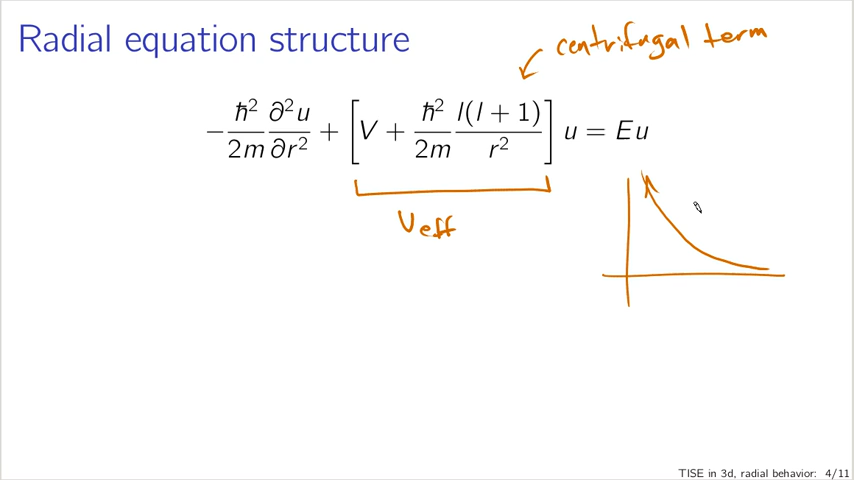 Radial equation structure
centrifugal term
−ħ²/2m ∂²u/∂r² + [V + ħ²/2m l(l + 1)/r²] u = Eu
Veff
TISE in 3d, radial behavior: 4/11